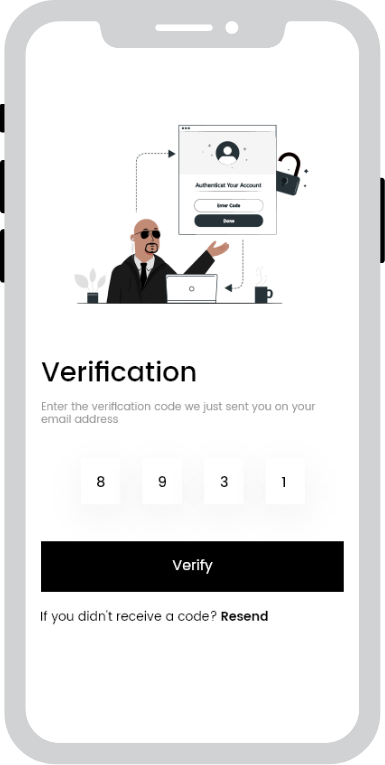 Authenticat Your Account
Enter Code
Done
Verification
Enter the verification code we just sent you on your
email address
8 9 3 1
Verify
If you didn't receive a code? Resend